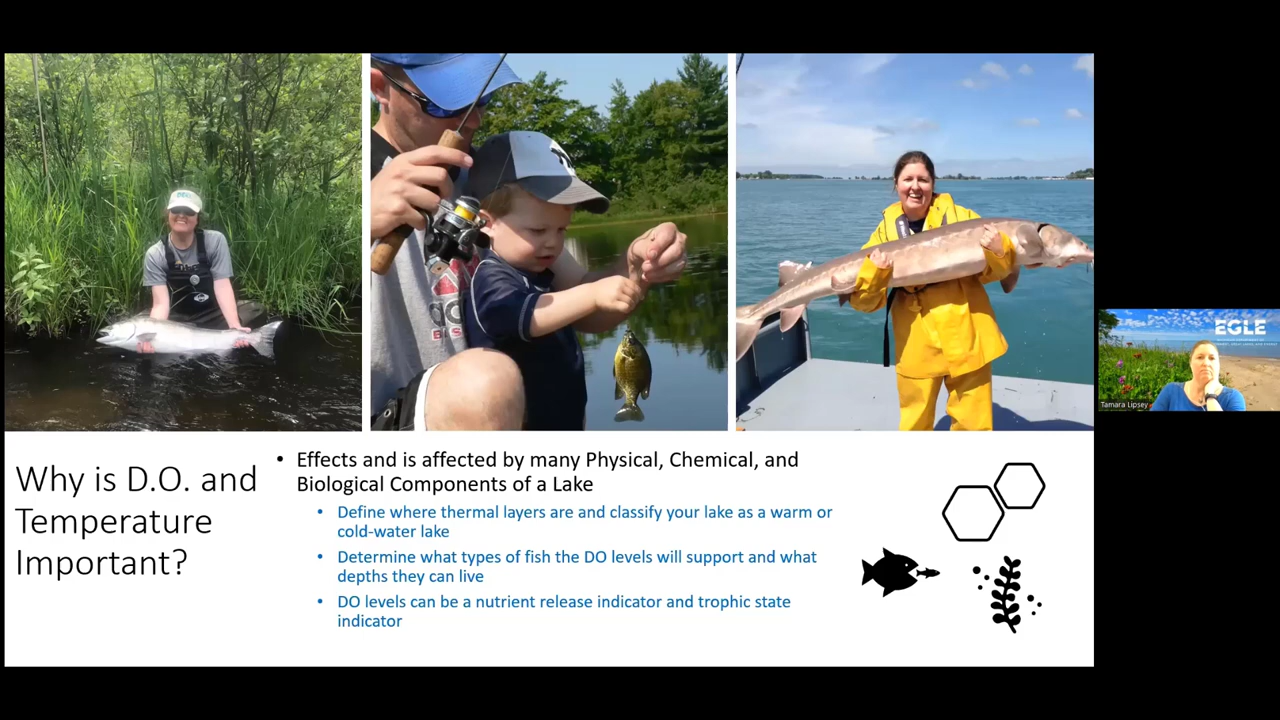 EGLE
Tamara Lipsey
Why is D.O. and
Temperature
Important?
• Effects and is affected by many Physical, Chemical, and
Biological Components of a Lake
• Define where thermal layers are and classify your lake as a warm or
cold-water lake
• Determine what types of fish the DO levels will support and what
depths they can live
• DO levels can be a nutrient release indicator and trophic state
indicator